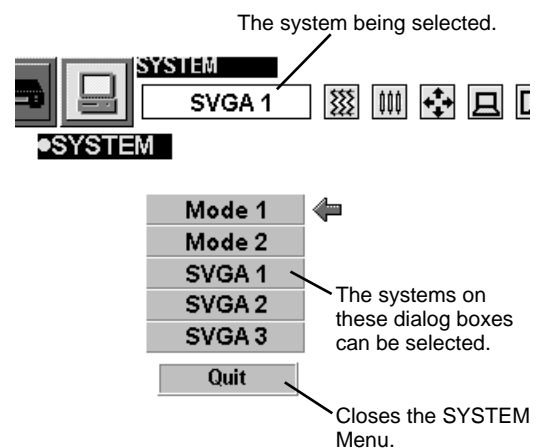 The system being selected.
SYSTEM
SVGA 1
●SYSTEM
Mode 1
Mode 2
SVGA 1
SVGA 2
SVGA 3
The systems on
these dialog boxes
can be selected.
Quit
Closes the SYSTEM
Menu.